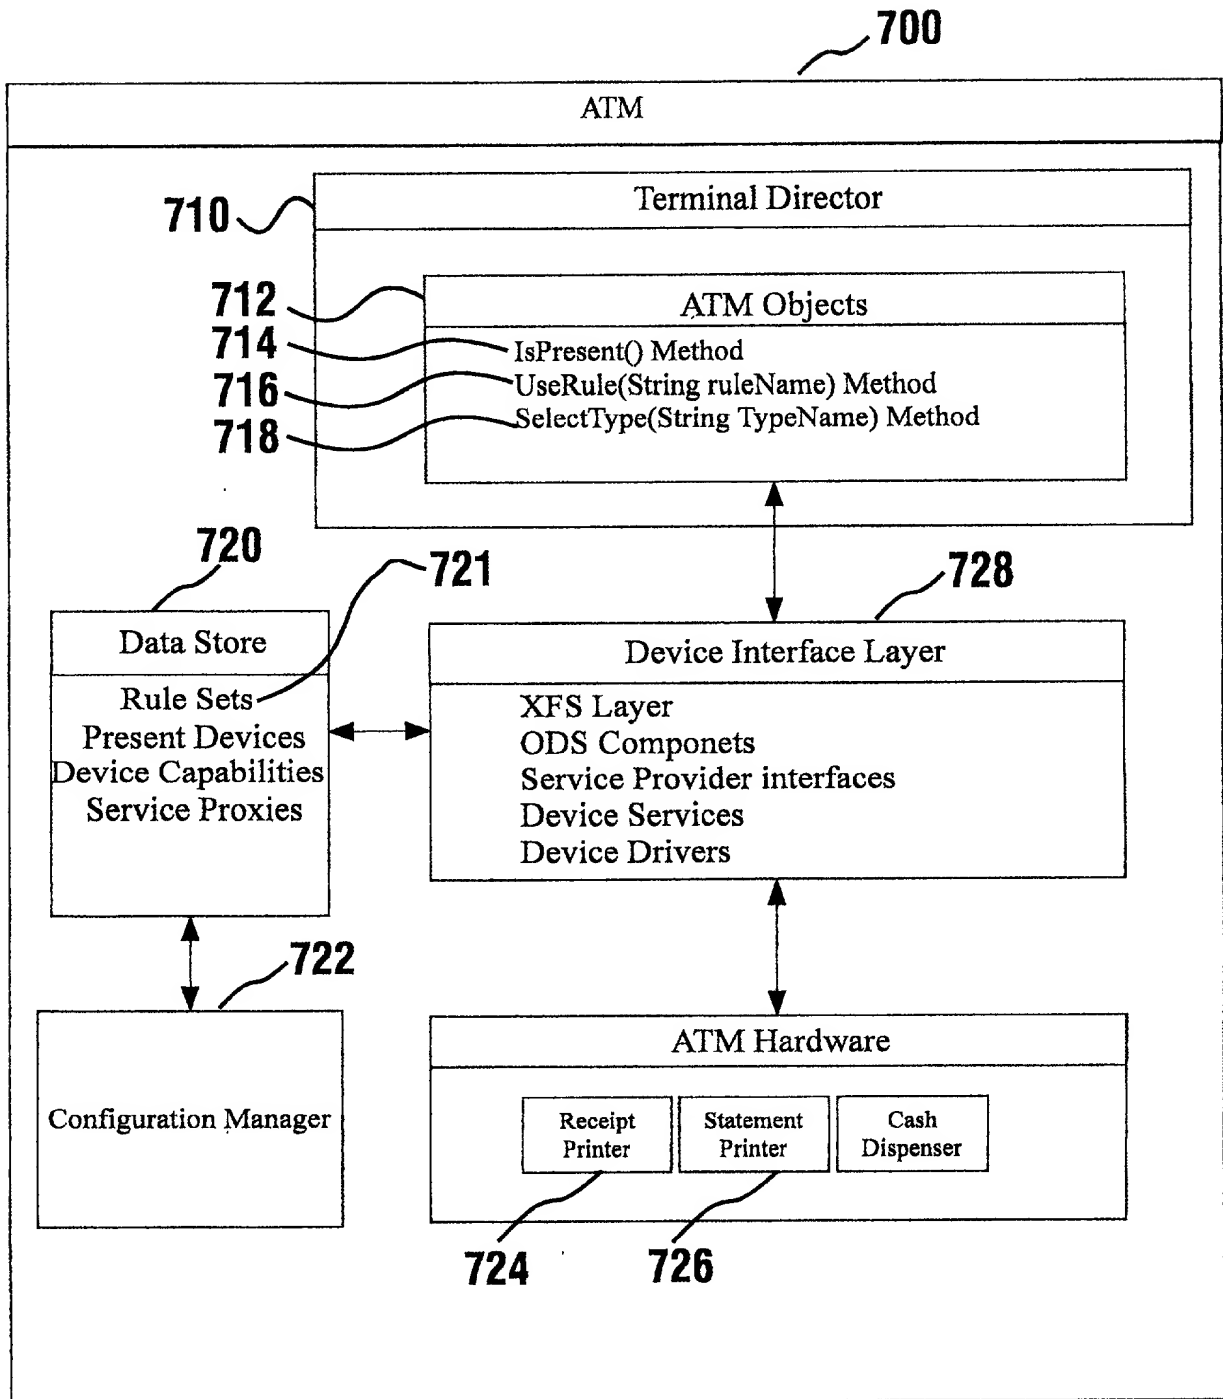 700
ATM
710
Terminal Director
712
ATM Objects
714
IsPresent() Method
716
UseRule(String ruleName) Method
718
SelectType(String TypeName) Method
720
721
728
Data Store
Rule Sets
Present Devices
Device Capabilities
Service Proxies
Device Interface Layer
XFS Layer
ODS Componets
Service Provider interfaces
Device Services
Device Drivers
722
Configuration Manager
ATM Hardware
Receipt
Printer
Statement
Printer
Cash
Dispenser
724
726